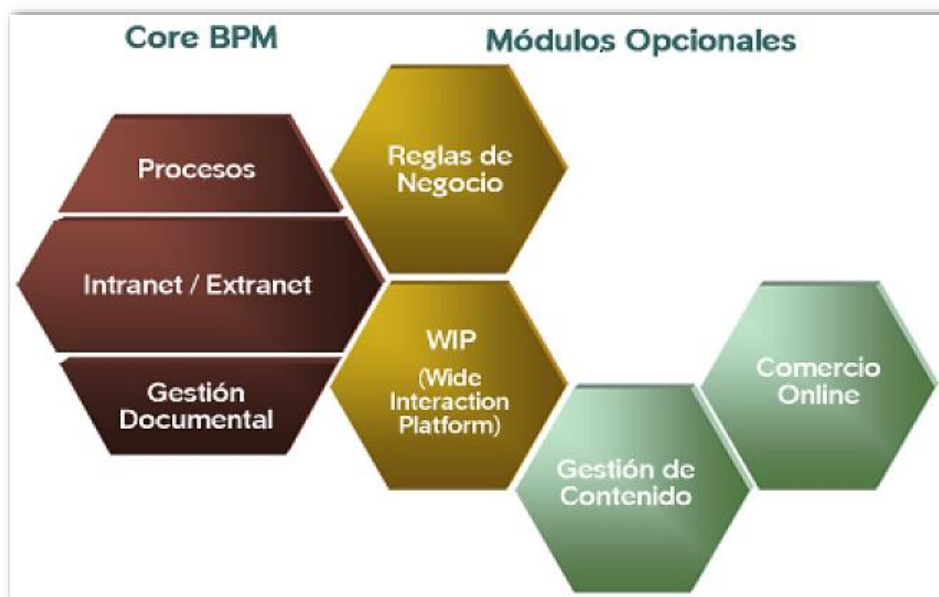 Core BPM
Módulos Opcionales
Procesos
Intranet / Extranet
Gestión
Documental
Reglas de
Negocio
WIP
(Wide
Interaction
Platform)
Gestión de
Contenido
Comercio
Online